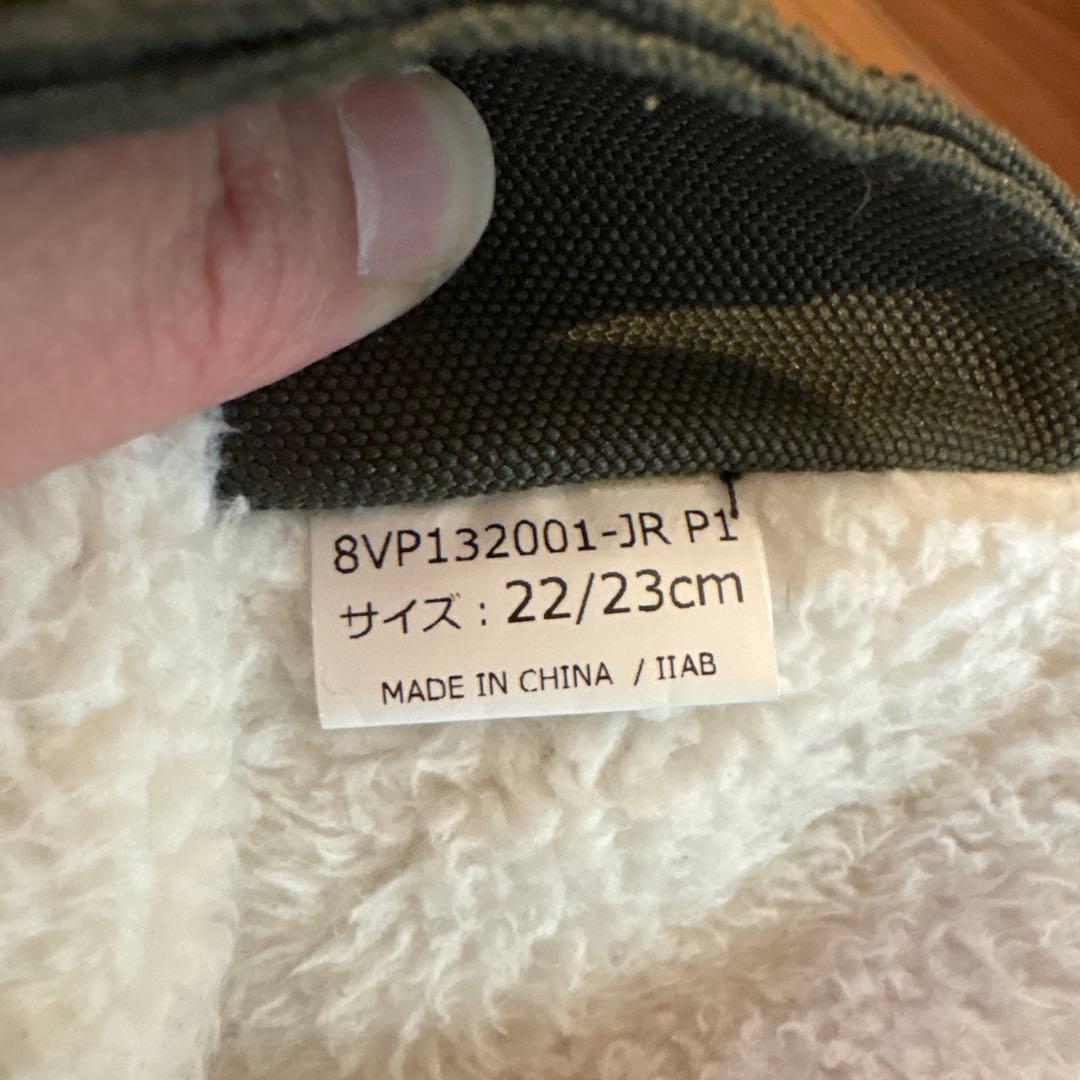 8VP132001-JR P1
サイズ : 22/23cm
MADE IN CHINA / IIAB